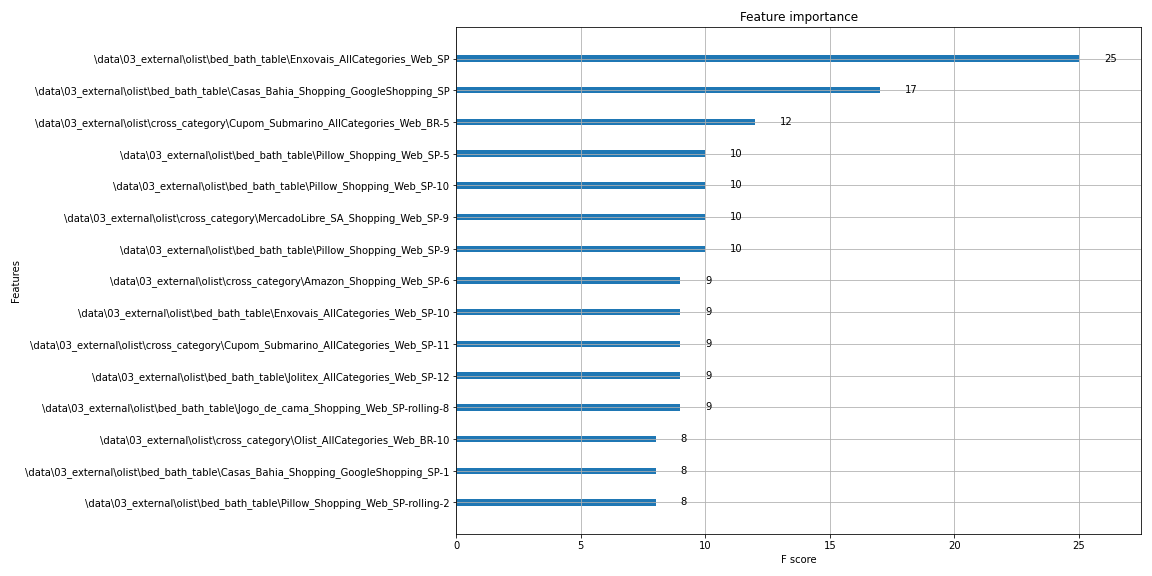 Feature importance
Features
\data\03_external\olist\bed_bath_table\Enxovais_AllCategories_Web_SP 25
\data\03_external\olist\bed_bath_table\Casas_Bahia_Shopping_GoogleShopping_SP 17
\data\03_external\olist\cross_category\Cupom_Submarino_AllCategories_Web_BR-5 12
\data\03_external\olist\bed_bath_table\Pillow_Shopping_Web_SP-5 10
\data\03_external\olist\bed_bath_table\Pillow_Shopping_Web_SP-10 10
\data\03_external\olist\cross_category\MercadoLibre_SA_Shopping_Web_SP-9 10
\data\03_external\olist\bed_bath_table\Pillow_Shopping_Web_SP-9 10
\data\03_external\olist\cross_category\Amazon_Shopping_Web_SP-6 9
\data\03_external\olist\bed_bath_table\Enxovais_AllCategories_Web_SP-10 9
\data\03_external\olist\cross_category\Cupom_Submarino_AllCategories_Web_SP-11 9
\data\03_external\olist\bed_bath_table\Jolitex_AllCategories_Web_SP-12 9
\data\03_external\olist\bed_bath_table\Jogo_de_cama_Shopping_Web_SP-rolling-8 9
\data\03_external\olist\cross_category\Olist_AllCategories_Web_BR-10 8
\data\03_external\olist\bed_bath_table\Casas_Bahia_Shopping_GoogleShopping_SP-1 8
\data\03_external\olist\bed_bath_table\Pillow_Shopping_Web_SP-rolling-2 8
0 5 10 15 20 25
F score